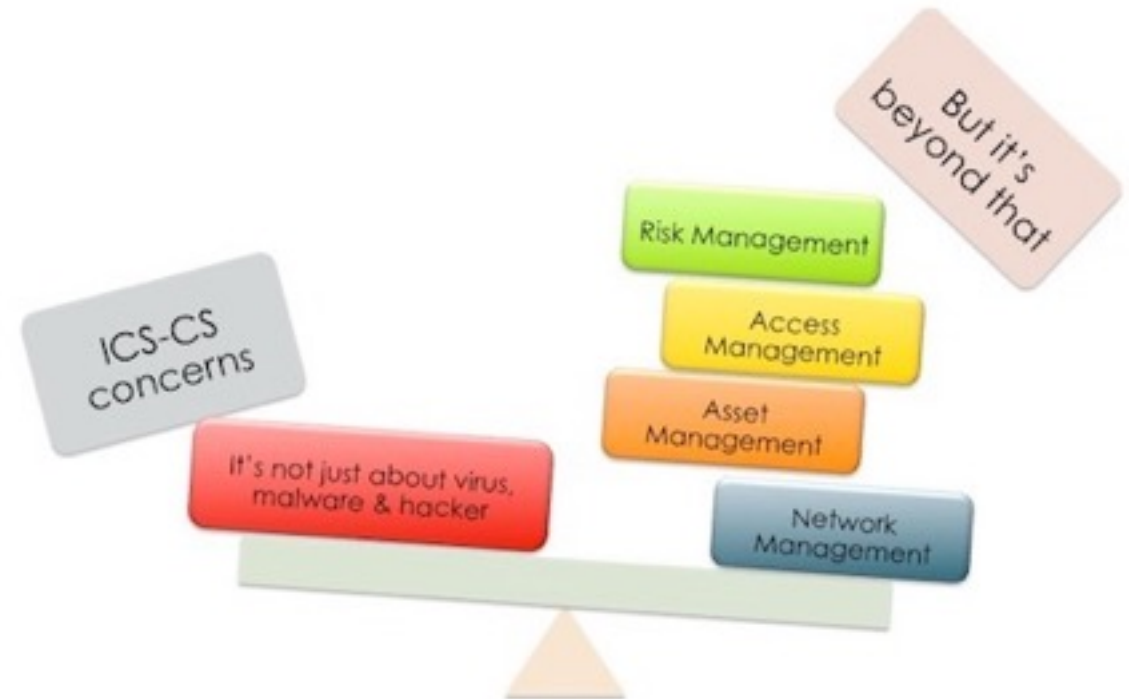 ICS-CS
concerns
It's not just about virus,
malware & hacker
But it's
beyond that
Risk Management
Access
Management
Asset
Management
Network
Management